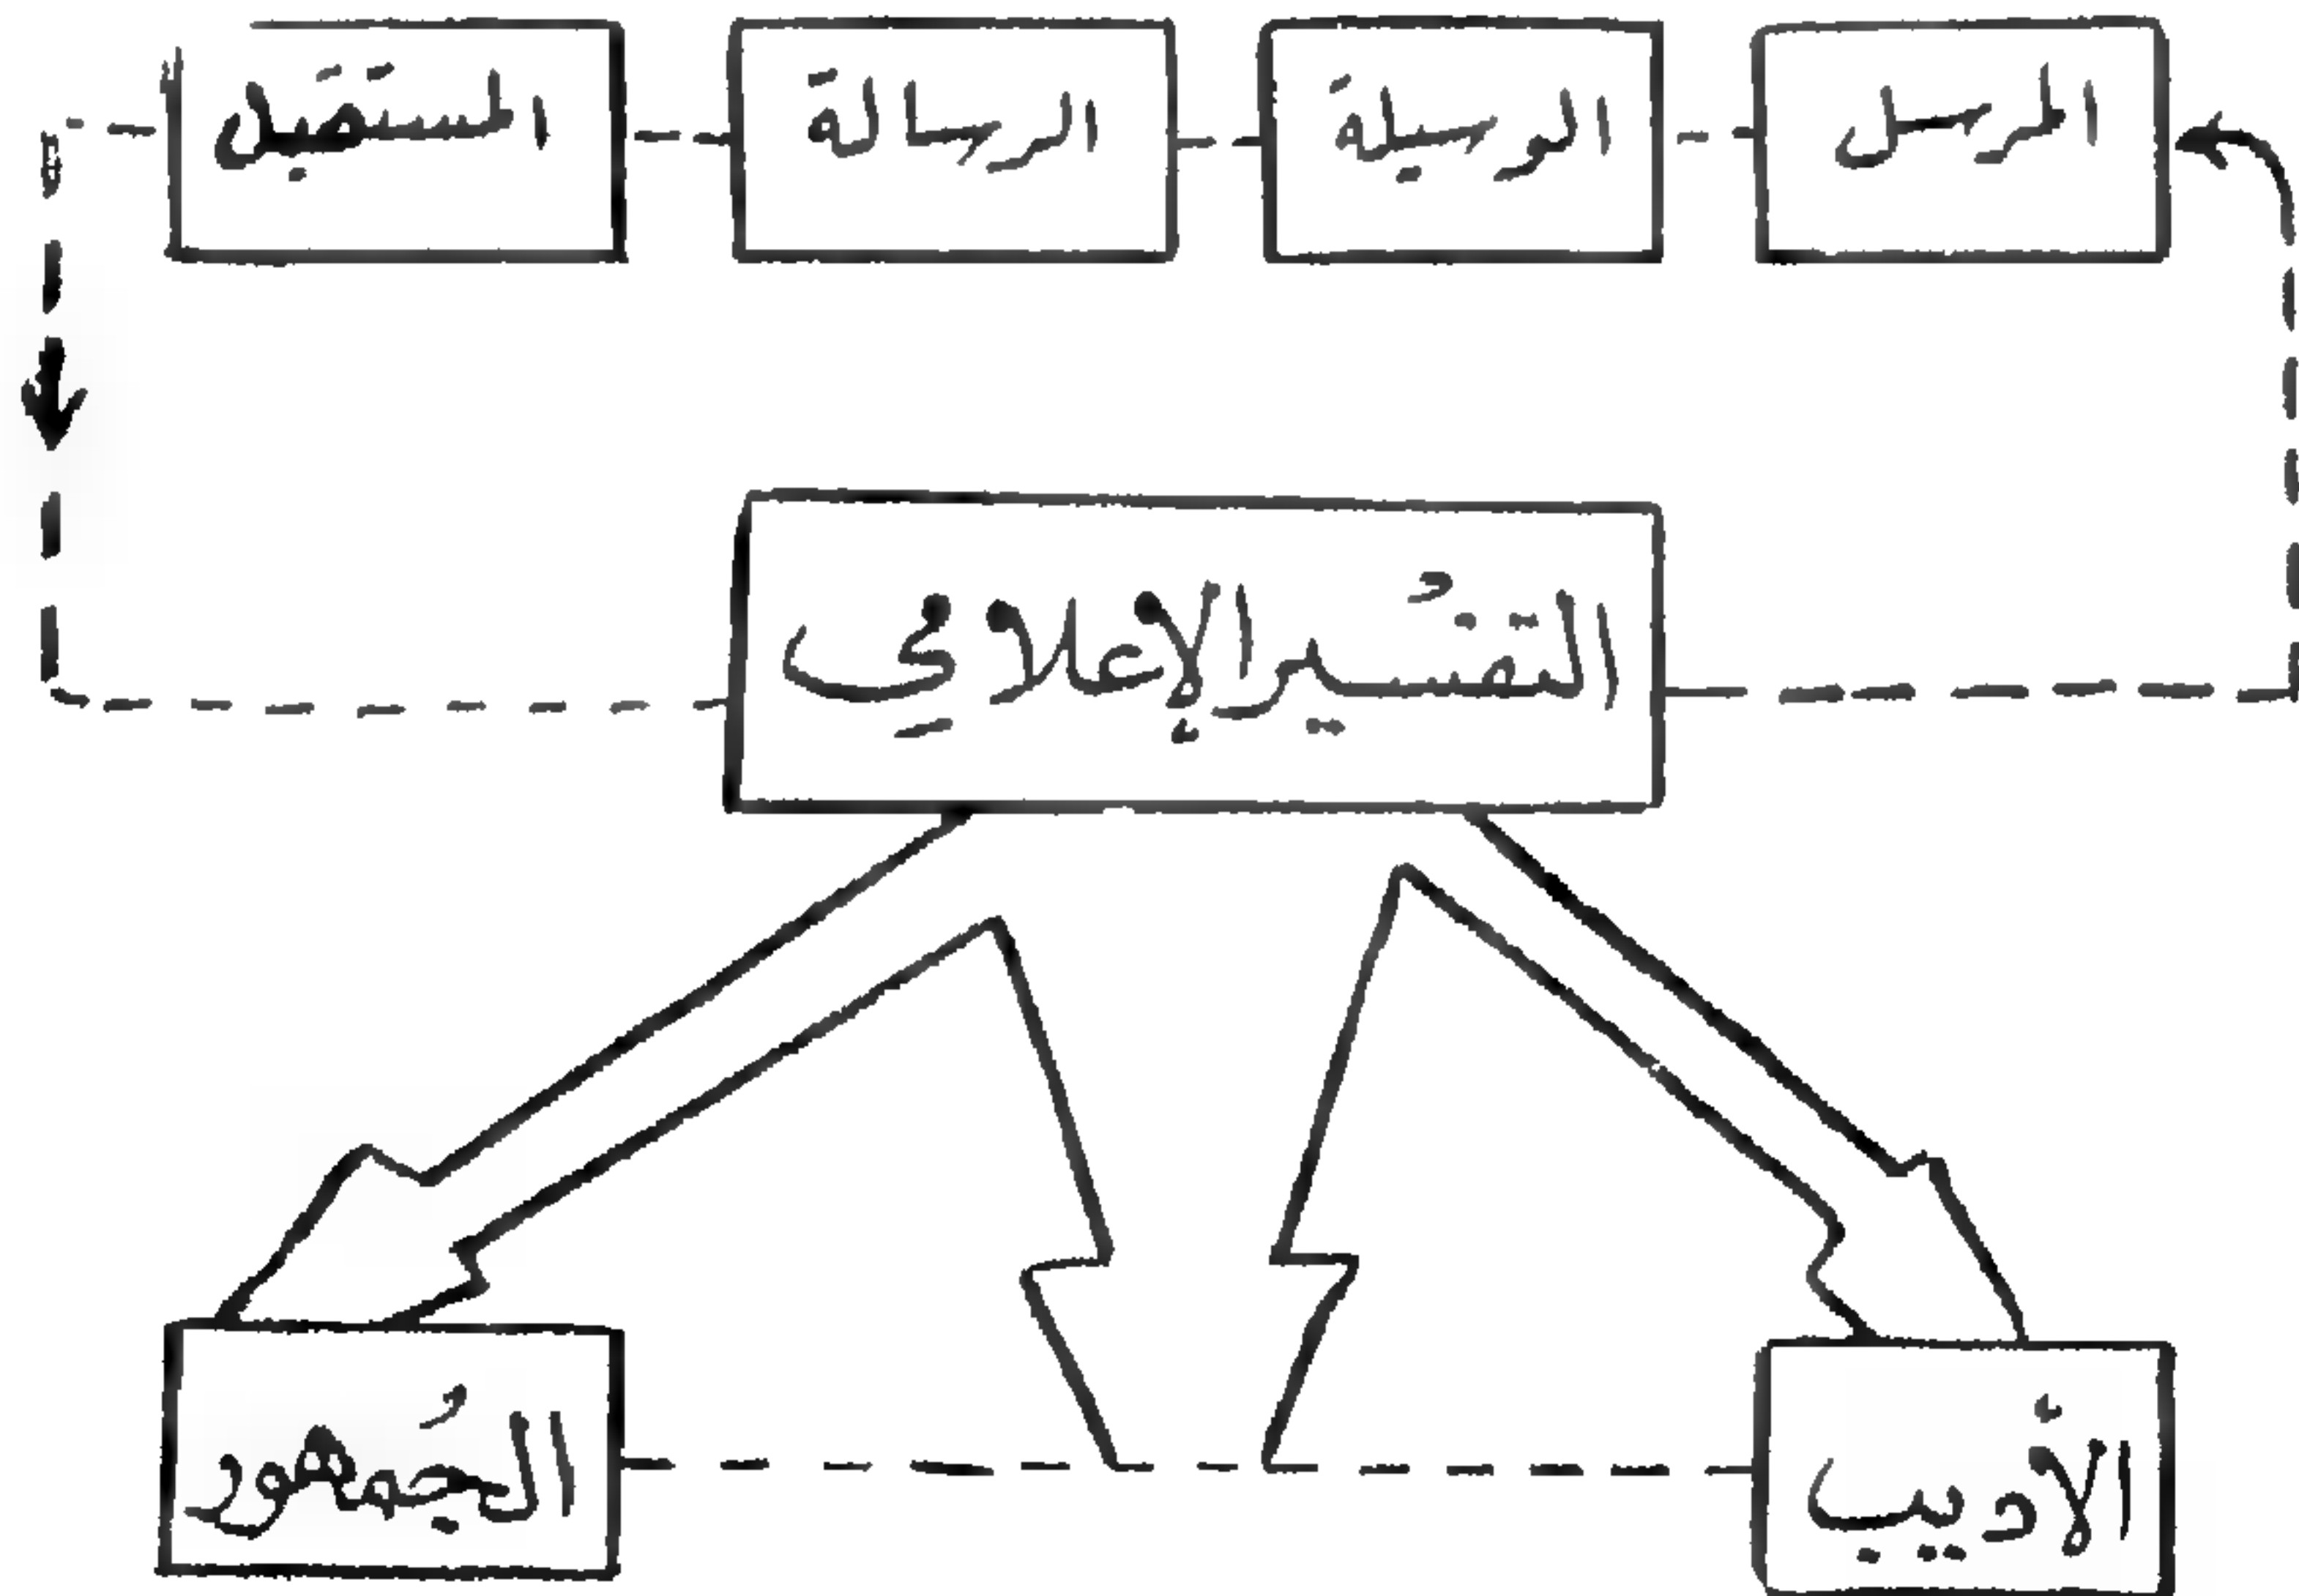 المرسل
الوسيلة
الرسالة
المستقبل
التفسير الإعلامي
الأديب
الجمهور